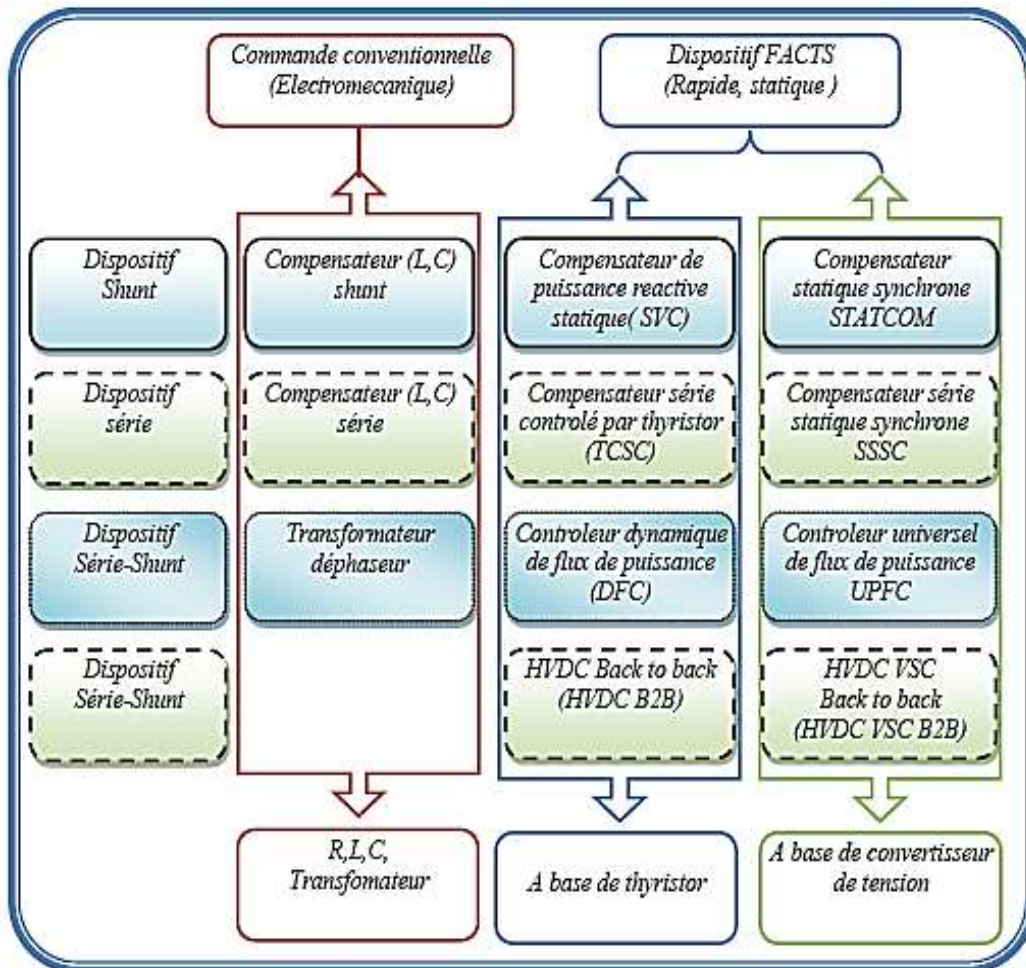 Commande conventionnelle
(Electromecanique)
Dispositif FACTS
(Rapide, statique )
Dispositif
Shunt
Compensateur (L,C)
shunt
Compensateur de
puissance reactive
statique( SVC)
Compensateur
statique synchrone
STATCOM
Dispositif
série
Compensateur (L,C)
série
Compensateur série
controlé par thyristor
(TCSC)
Compensateur série
statique synchrone
SSSC
Dispositif
Série-Shunt
Transformateur
déphaseur
Controleur dynamique
de flux de puissance
(DFC)
Controleur universel
de flux de puissance
UPFC
Dispositif
Série-Shunt
HVDC Back to back
(HVDC B2B)
HVDC VSC
Back to back
(HVDC VSC B2B)
R,L,C,
Transfomateur
A base de thyristor
A base de convertisseur
de tension